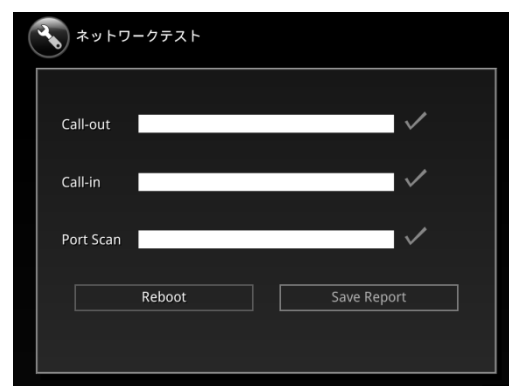 ネットワークテスト
Call-out
Call-in
Port Scan
Reboot
Save Report